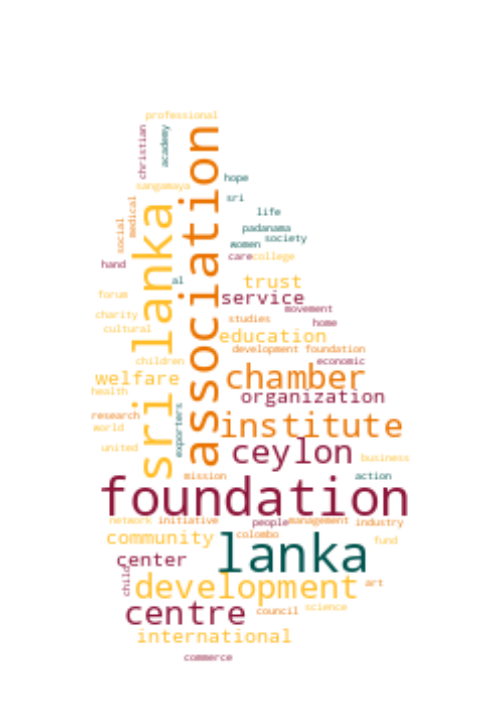 professional
christian
academy
association
sangamaya
hope
sri
medical
sri lanka
life
social
padanama
women
society
hand
care
college
al
trust
forum
service
charity
movement
studies
home
cultural
education
development foundation
children
economic
welfare
chamber
health
organization
research
exporters
institute
world
united
ceylon
business
mission
action
foundation
network
initiative
people
management
industry
community
colombo
fund
lanka
center
child
development
art
centre
council
science
international
commerce